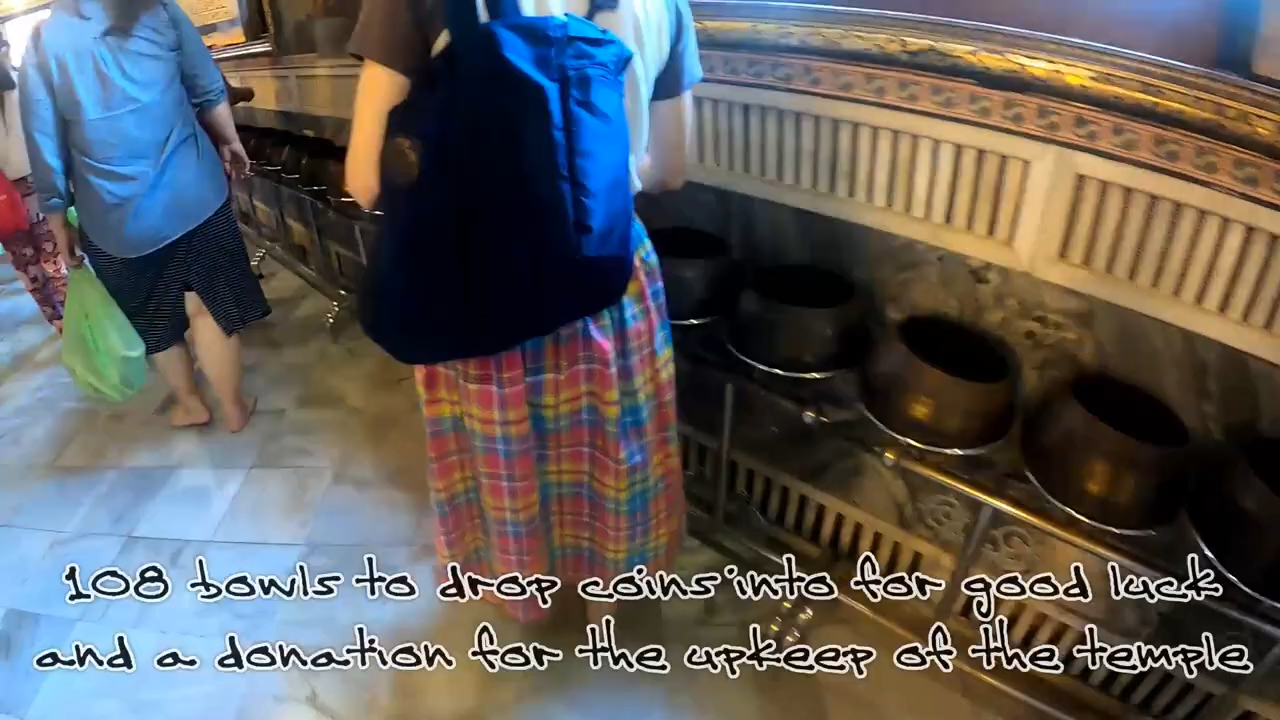 108 bowls to drop coins into for good luck
and a donation for the upkeep of the temple